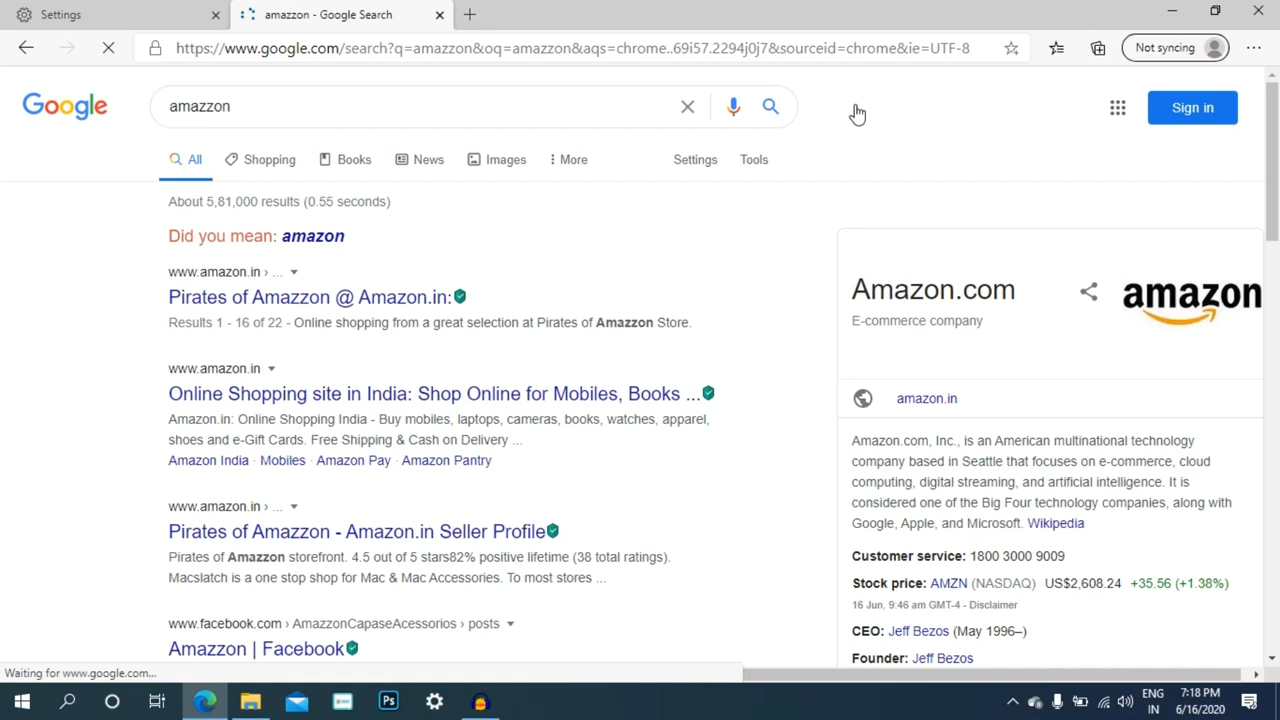 Settings
amazzon - Google Search
https://www.google.com/search?q=amazzon&oq=amazzon&aqs=chrome..69i57.2294j0j7&sourceid=chrome&ie=UTF-8
Not syncing
Google
amazzon
Sign in
All
Shopping
Books
News
Images
More
Settings
Tools
About 5,81,000 results (0.55 seconds)
Did you mean: amazon
www.amazon.in › ...
Pirates of Amazzon @ Amazon.in:
Results 1 - 16 of 22 - Online shopping from a great selection at Pirates of Amazzon Store.
www.amazon.in
Online Shopping site in India: Shop Online for Mobiles, Books ...
Amazon.in: Online Shopping India - Buy mobiles, laptops, cameras, books, watches, apparel,
shoes and e-Gift Cards. Free Shipping & Cash on Delivery ...
Amazon India · Mobiles · Amazon Pay · Amazon Pantry
www.amazon.in › ...
Pirates of Amazzon - Amazon.in Seller Profile
Pirates of Amazzon storefront. 4.5 out of 5 stars82% positive lifetime (38 total ratings).
Macslatch is a one stop shop for Mac & Mac Accessories. To most stores ...
www.facebook.com › AmazzonCapaseAcessorios › posts
Amazzon | Facebook
Amazon.com
E-commerce company
amazon
amazon.in
Amazon.com, Inc., is an American multinational technology
company based in Seattle that focuses on e-commerce, cloud
computing, digital streaming, and artificial intelligence. It is
considered one of the Big Four technology companies, along with
Google, Apple, and Microsoft. Wikipedia
Customer service: 1800 3000 9009
Stock price: AMZN (NASDAQ) US$2,608.24 +35.56 (+1.38%)
16 Jun, 9:46 am GMT-4 - Disclaimer
CEO: Jeff Bezos (May 1996–)
Founder: Jeff Bezos
Waiting for www.google.com...
Ps
ENG
IN
7:18 PM
6/16/2020